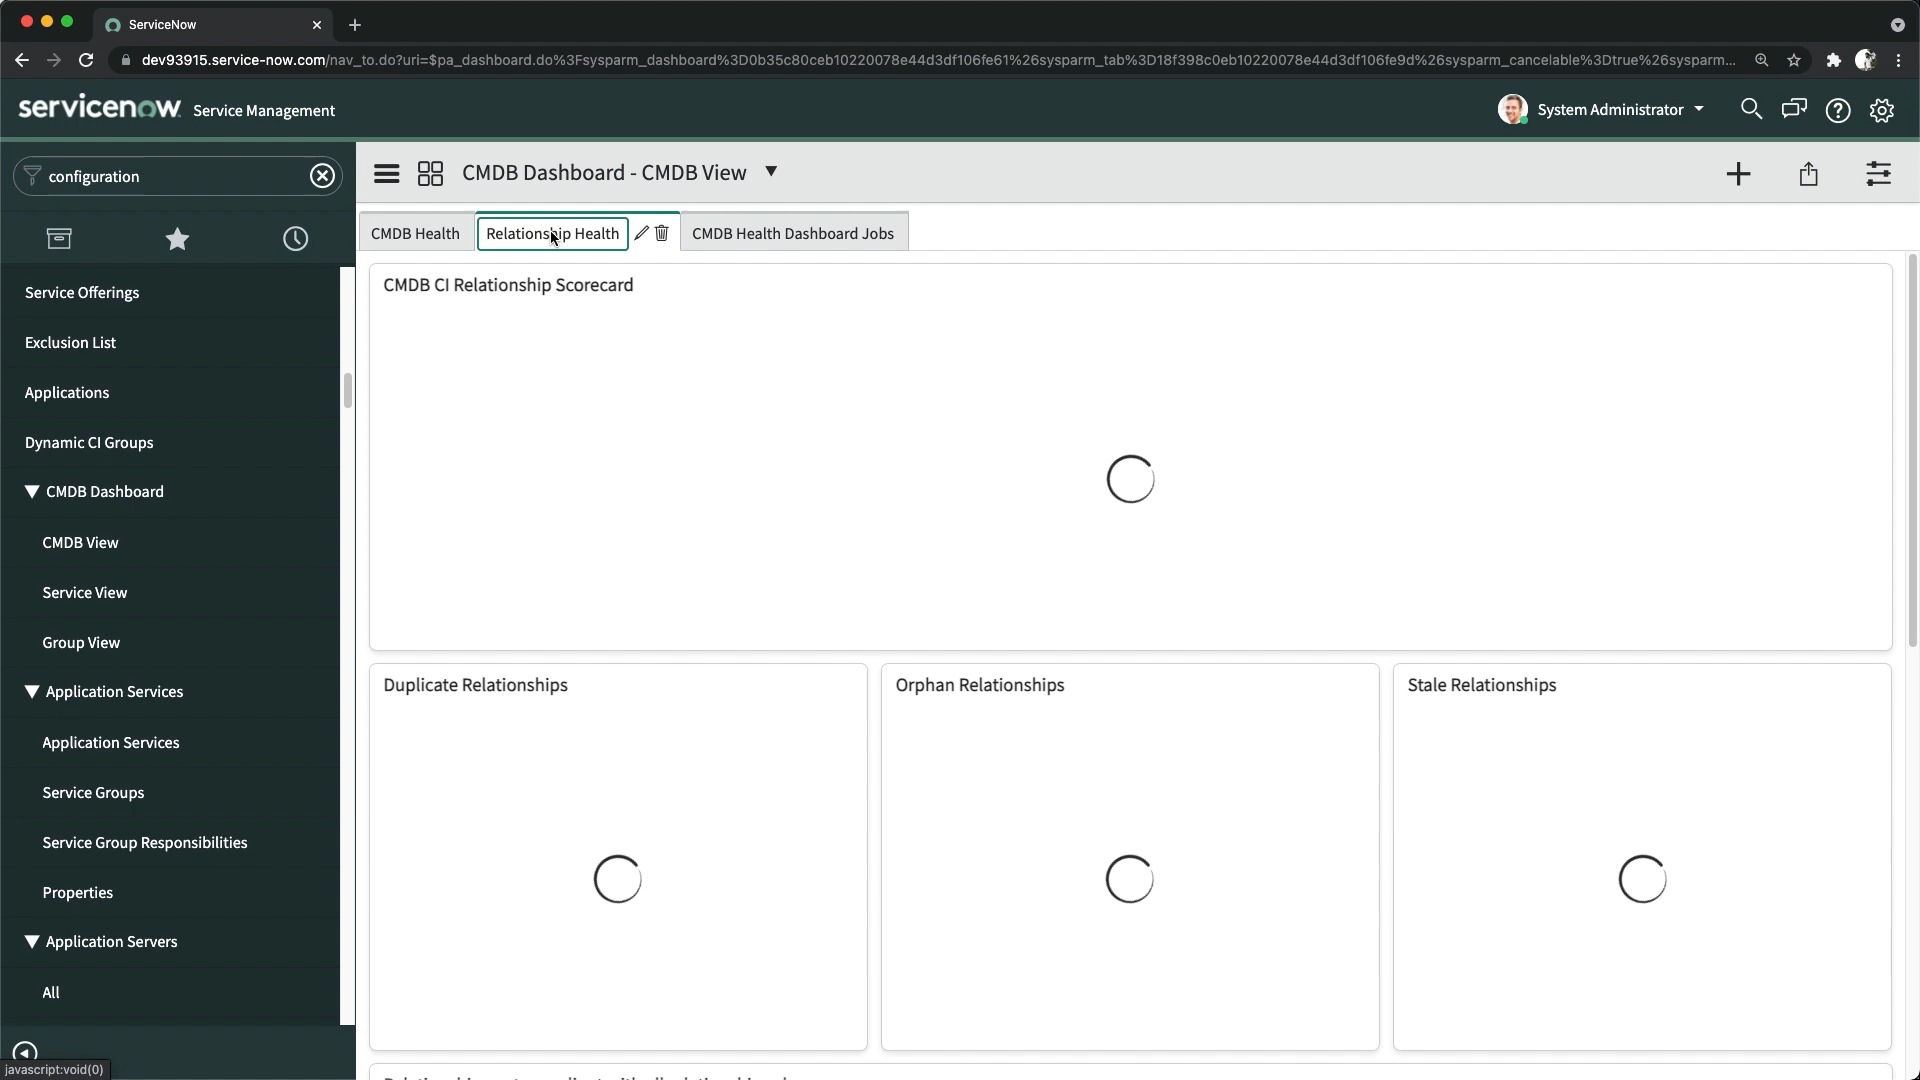 ServiceNow
dev93915.service-now.com/nav_to.do?uri=$pa_dashboard.do%3Fsysparm_dashboard%3D0b35c80ceb10220078e44d3df106fe61%26sysparm_tab%3D18f398c0eb10220078e44d3df106fe9d%26sysparm_cancelable%3Dtrue%26sysparm...
servicenow Service Management
System Administrator
configuration
CMDB Dashboard - CMDB View
CMDB Health
Relationship Health
CMDB Health Dashboard Jobs
Service Offerings
Exclusion List
Applications
Dynamic CI Groups
CMDB Dashboard
CMDB View
Service View
Group View
Application Services
Application Services
Service Groups
Service Group Responsibilities
Properties
Application Servers
All
javascript:void(0)
CMDB CI Relationship Scorecard
Duplicate Relationships
Orphan Relationships
Stale Relationships